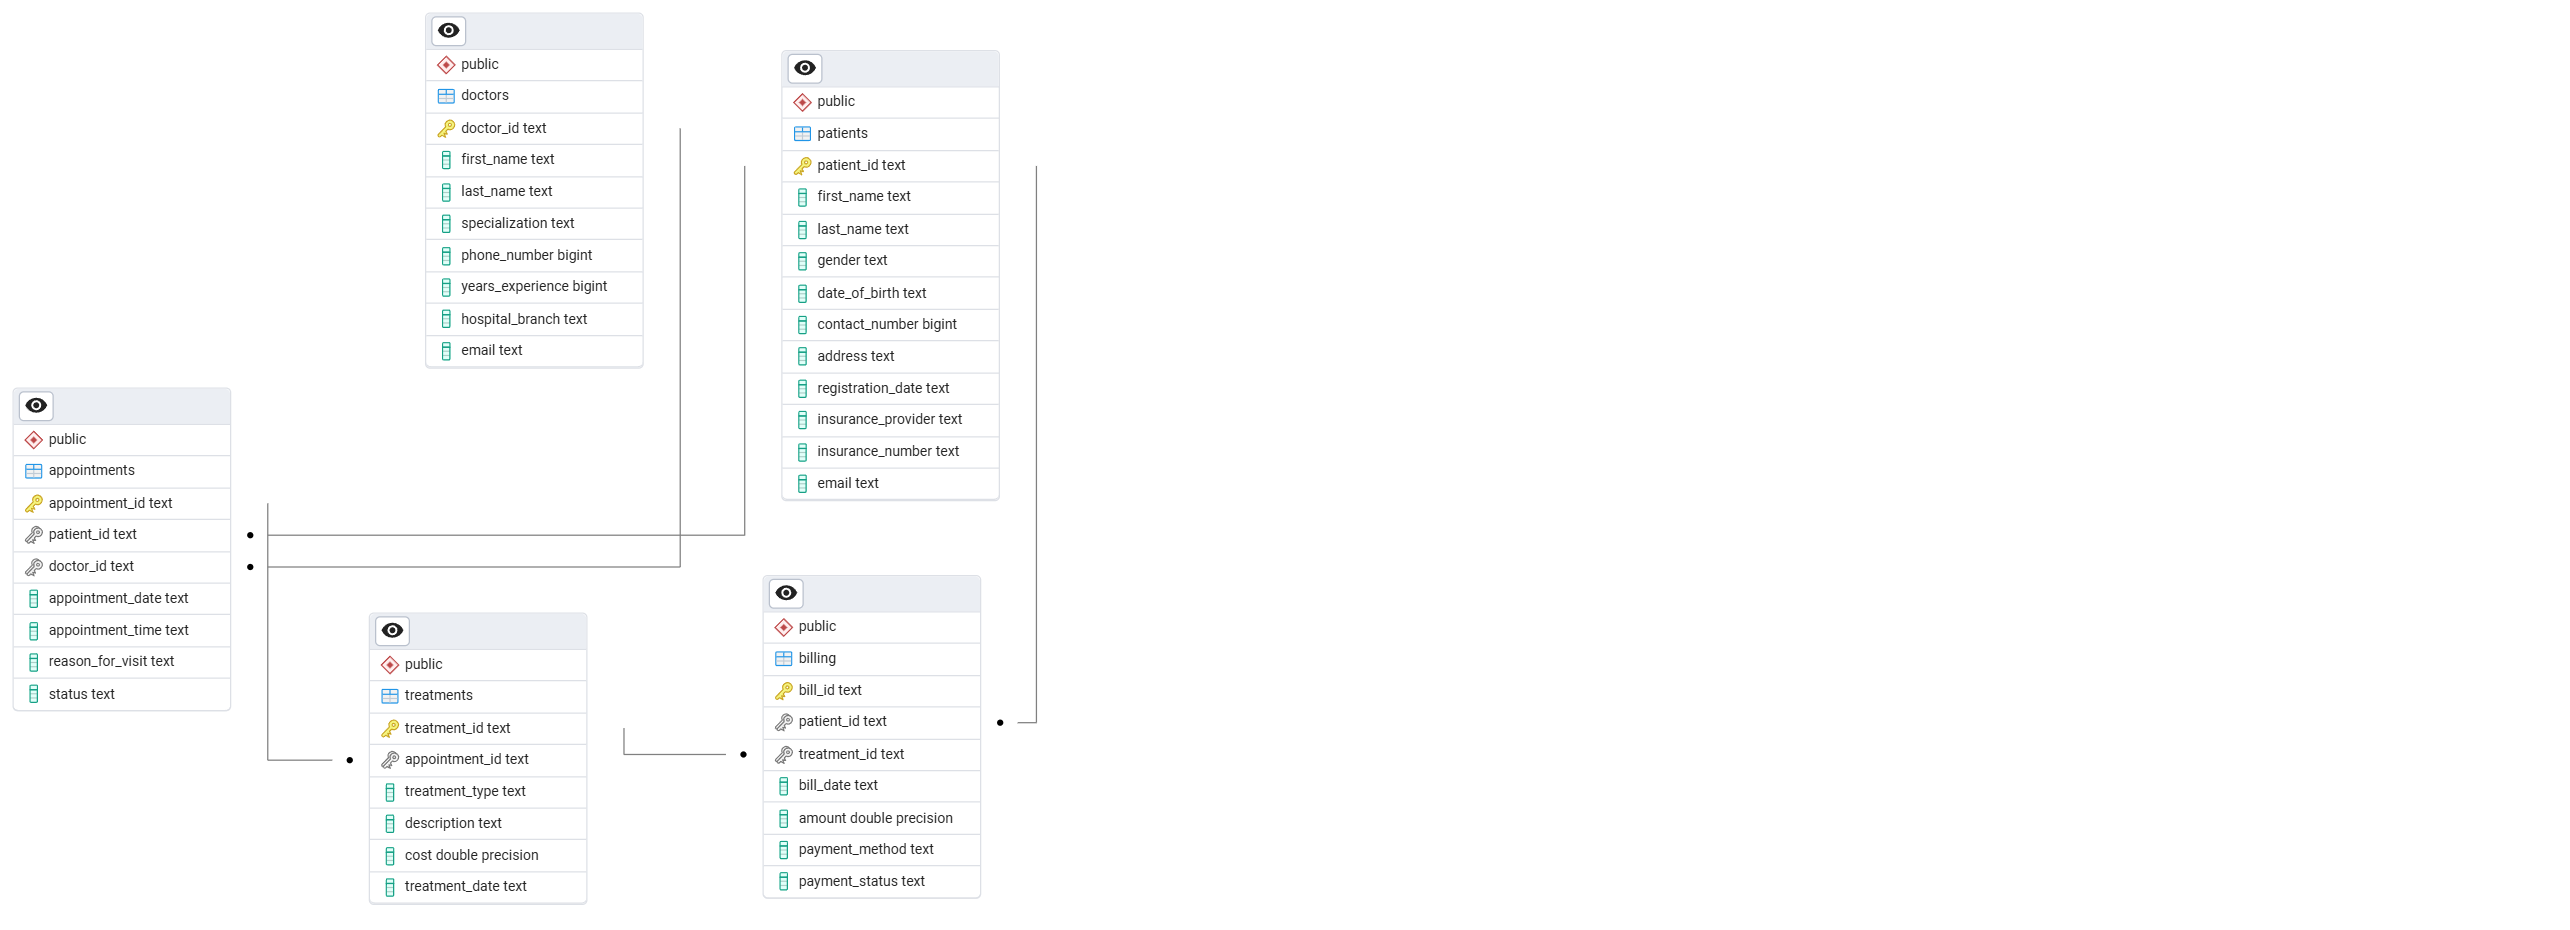 public
doctors
doctor_id text
first_name text
last_name text
specialization text
phone_number bigint
years_experience bigint
hospital_branch text
email text
public
patients
patient_id text
first_name text
last_name text
gender text
date_of_birth text
contact_number bigint
address text
registration_date text
insurance_provider text
insurance_number text
email text
public
appointments
appointment_id text
patient_id text
doctor_id text
appointment_date text
appointment_time text
reason_for_visit text
status text
public
treatments
treatment_id text
appointment_id text
treatment_type text
description text
cost double precision
treatment_date text
public
billing
bill_id text
patient_id text
treatment_id text
bill_date text
amount double precision
payment_method text
payment_status text